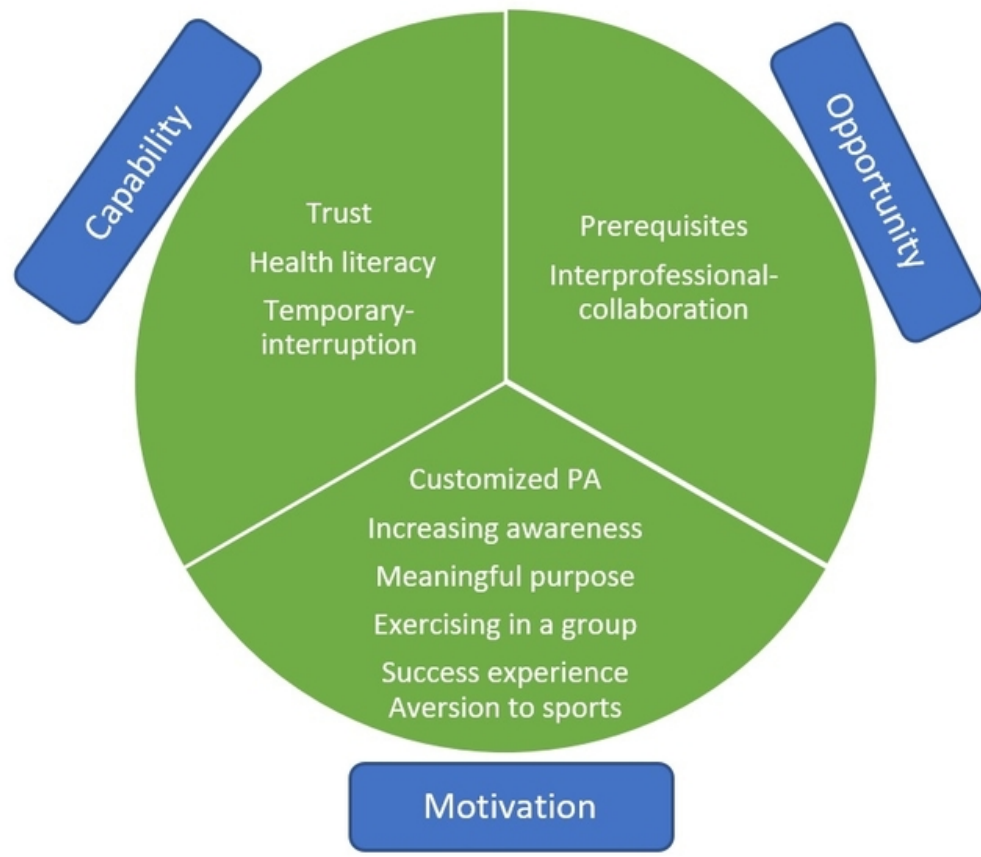 Capability
Opportunity
Trust
Health literacy
Temporary-
interruption
Prerequisites
Interprofessional-
collaboration
Customized PA
Increasing awareness
Meaningful purpose
Exercising in a group
Success experience
Aversion to sports
Motivation